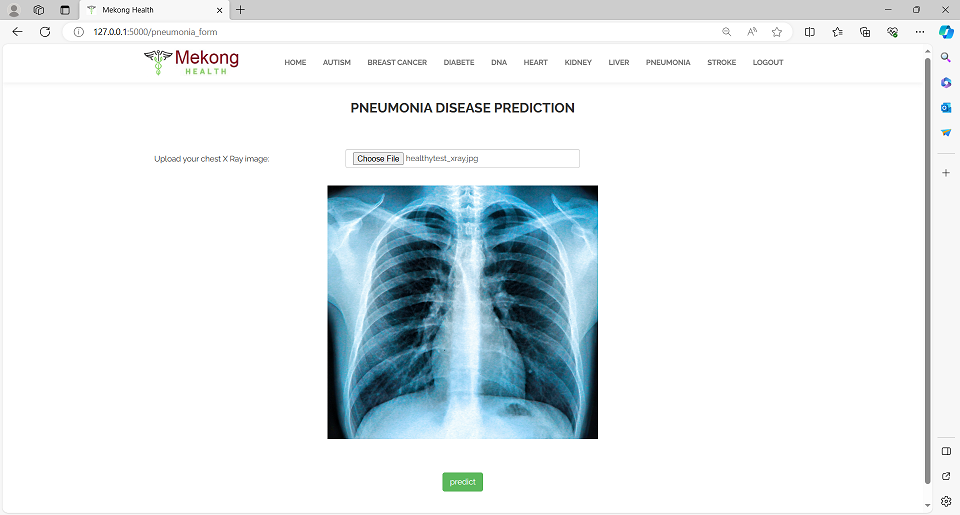 Mekong Health
127.0.0.1:5000/pneumonia_form
Mekong
HEALTH
HOME AUTISM BREAST CANCER DIABETE DNA HEART KIDNEY LIVER PNEUMONIA STROKE LOGOUT
PNEUMONIA DISEASE PREDICTION
Upload your chest X Ray image:
Choose File healthytest_xray.jpg
predict